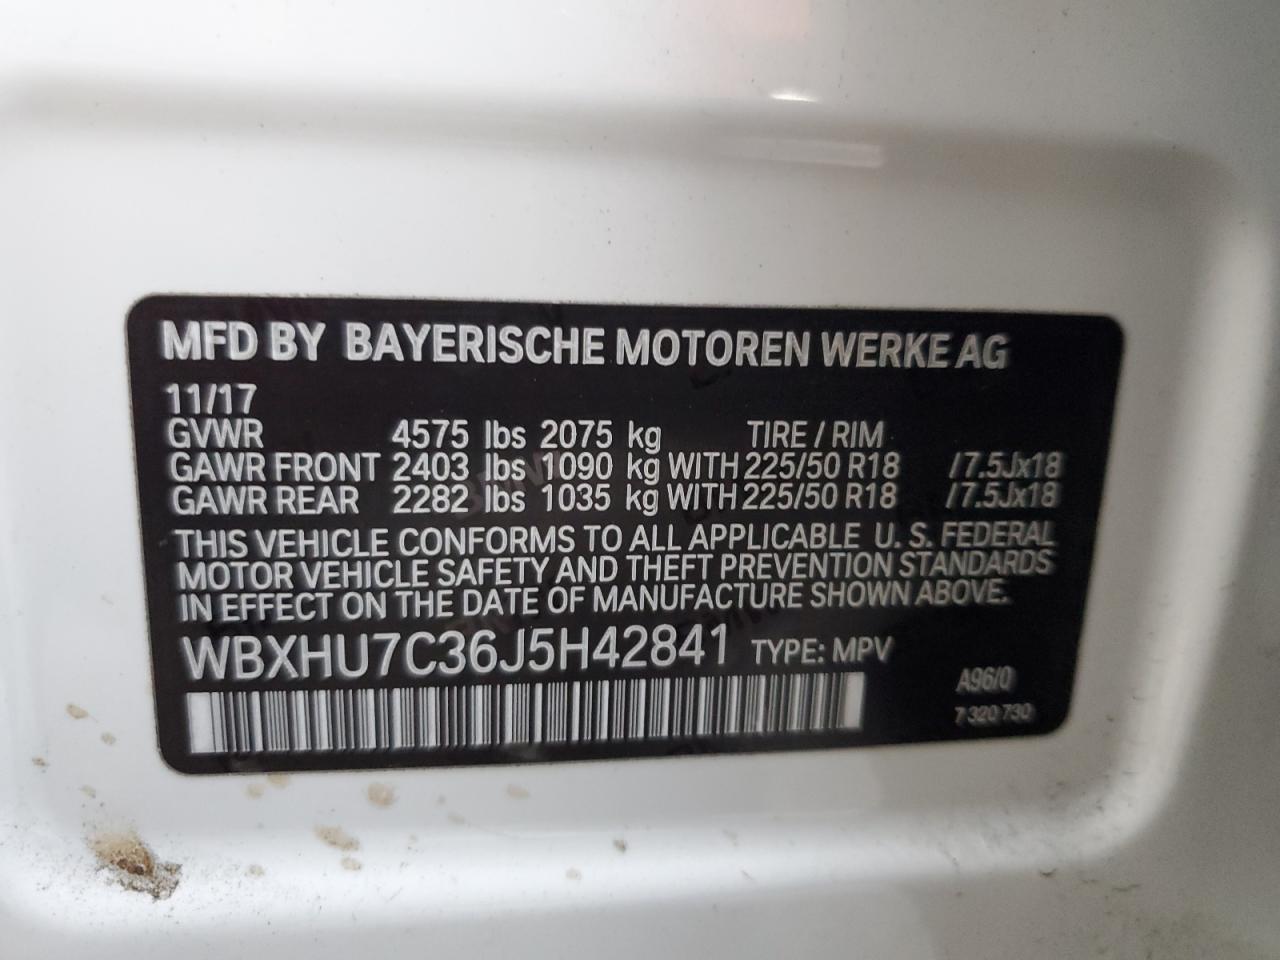 MFD BY BAYERISCHE MOTOREN WERKE AG
11/17
GVWR 4575 lbs 2075 kg TIRE / RIM
GAWR FRONT 2403 lbs 1090 kg WITH 225/50 R18 /7.5Jx18
GAWR REAR 2282 lbs 1035 kg WITH 225/50 R18 /7.5Jx18
THIS VEHICLE CONFORMS TO ALL APPLICABLE U. S. FEDERAL
MOTOR VEHICLE SAFETY AND THEFT PREVENTION STANDARDS
IN EFFECT ON THE DATE OF MANUFACTURE SHOWN ABOVE.
WBXHU7C36J5H42841 TYPE: MPV
A96/0
7 320 730